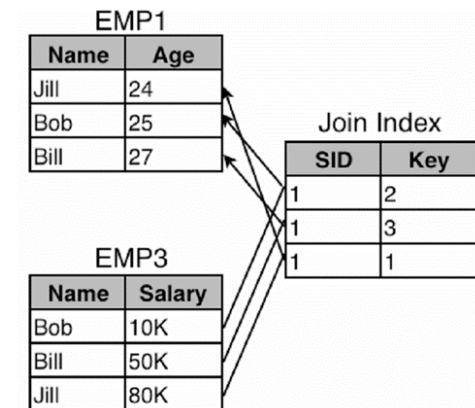 EMP1
Name Age
Jill 24
Bob 25
Bill 27
Join Index
SID Key
1 2
1 3
1 1
EMP3
Name Salary
Bob 10K
Bill 50K
Jill 80K